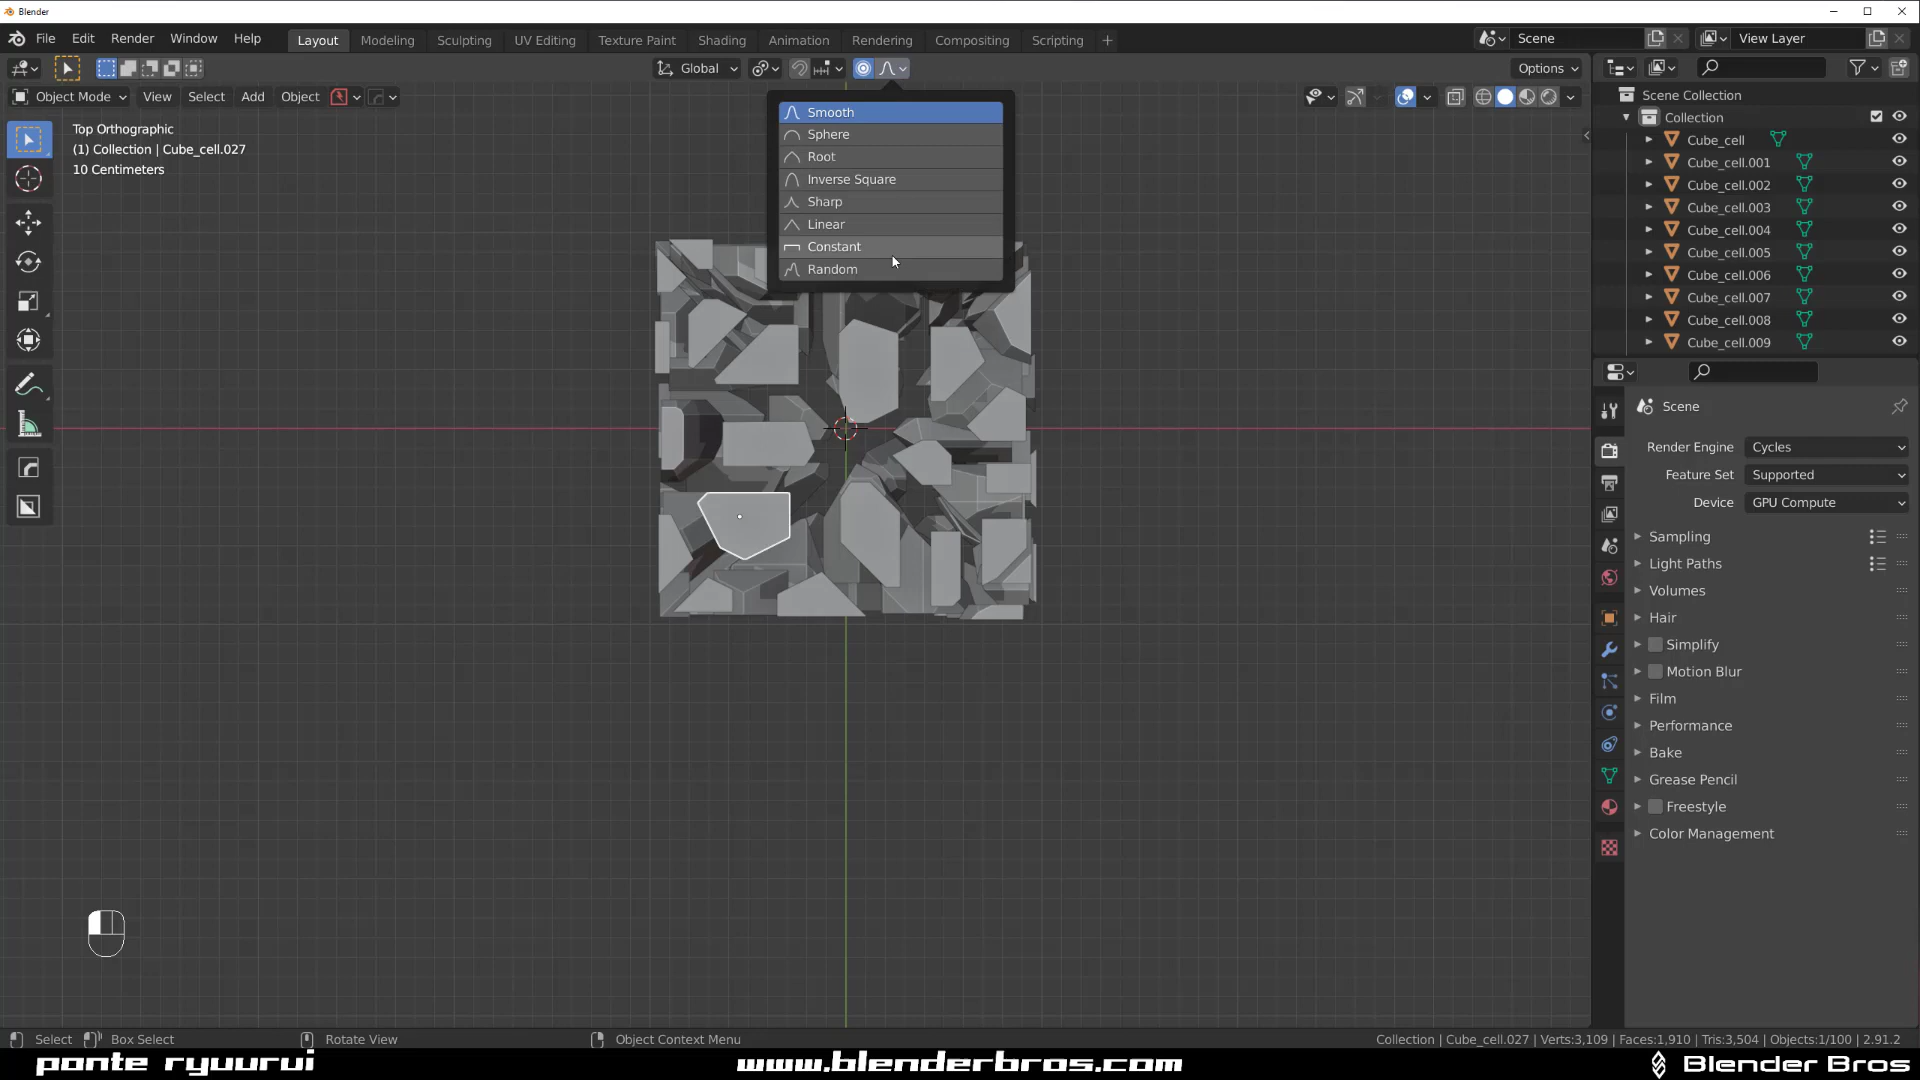 Blender
File Edit Render Window Help
Layout Modeling Sculpting UV Editing Texture Paint Shading Animation Rendering Compositing Scripting +
Scene
View Layer
Global
Options
Object Mode View Select Add Object
Top Orthographic
(1) Collection | Cube_cell.027
10 Centimeters
Smooth
Sphere
Root
Inverse Square
Sharp
Linear
Constant
Random
Scene Collection
Collection
Cube_cell
Cube_cell.001
Cube_cell.002
Cube_cell.003
Cube_cell.004
Cube_cell.005
Cube_cell.006
Cube_cell.007
Cube_cell.008
Cube_cell.009
Scene
Render Engine Cycles
Feature Set Supported
Device GPU Compute
Sampling
Light Paths
Volumes
Hair
Simplify
Motion Blur
Film
Performance
Bake
Grease Pencil
Freestyle
Color Management
Select Box Select Rotate View Object Context Menu
Collection | Cube_cell.027 | Verts:3,109 | Faces:1,910 | Tris:3,504 | Objects:1/100 | 2.91.2
ponte ryuurui
www.blenderbros.com
Blender Bros